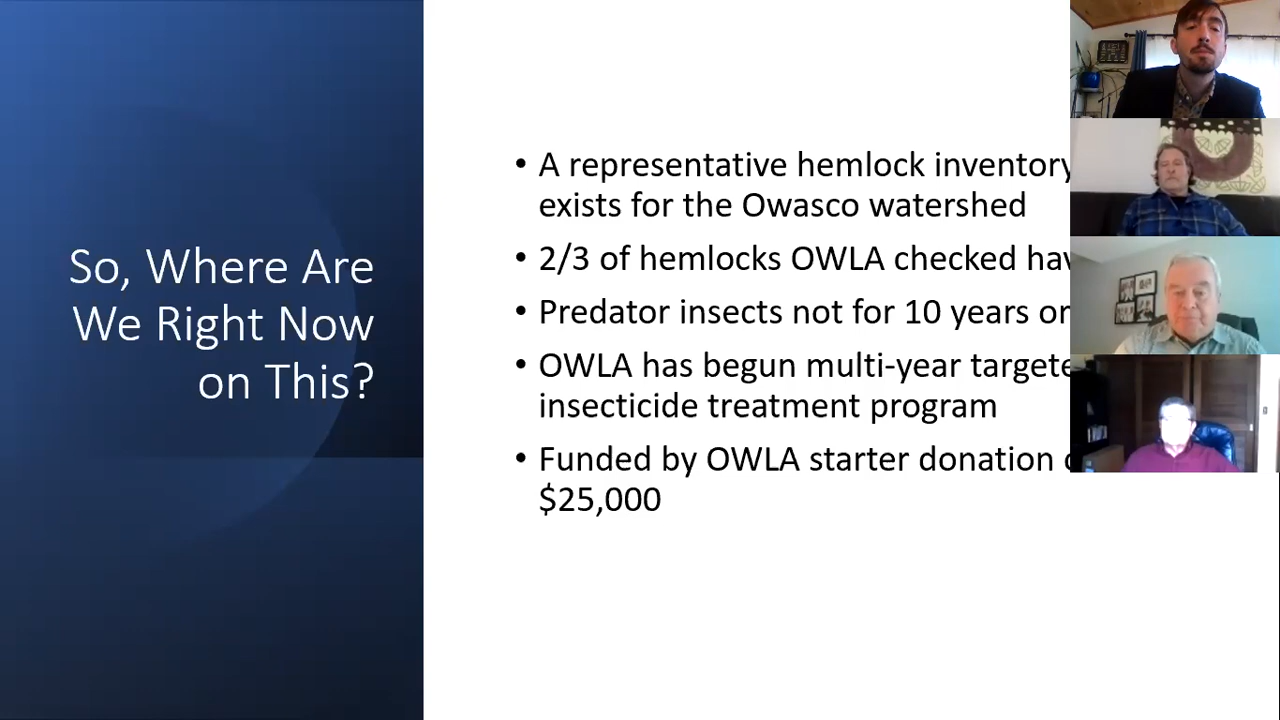 So, Where Are
We Right Now
on This?
• A representative hemlock inventory
exists for the Owasco watershed
• 2/3 of hemlocks OWLA checked
• Predator insects not for 10 years or
• OWLA has begun multi-year
insecticide treatment program
• Funded by OWLA starter donation
$25,000